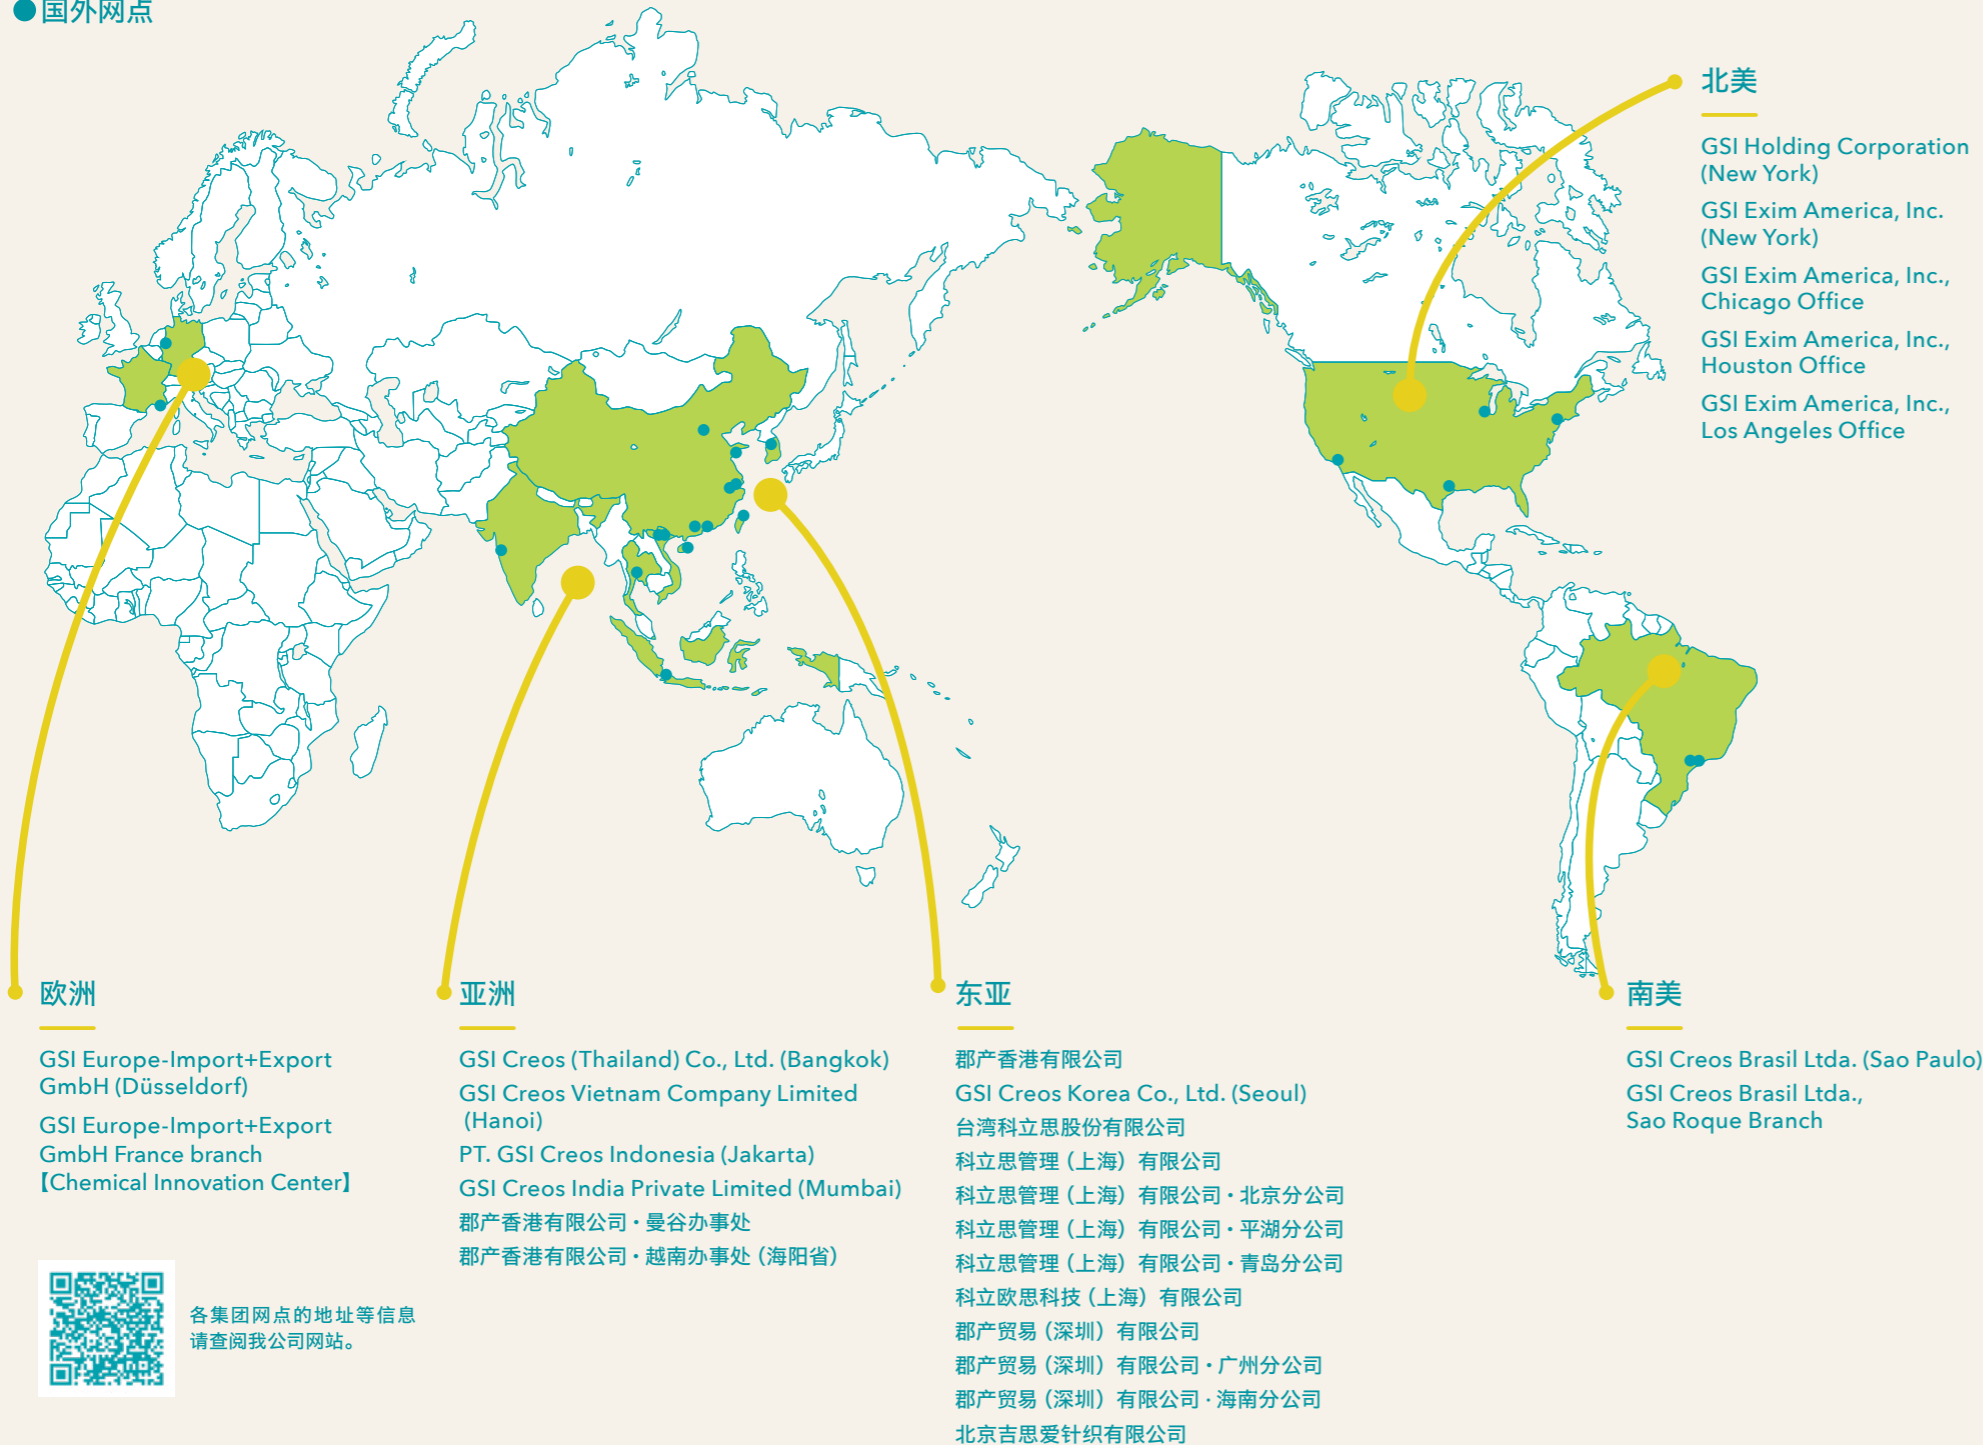 ●国外网点
北美
GSI Holding Corporation
(New York)
GSI Exim America, Inc.
(New York)
GSI Exim America, Inc.,
Chicago Office
GSI Exim America, Inc.,
Houston Office
GSI Exim America, Inc.,
Los Angeles Office
欧洲
GSI Europe-Import+Export
GmbH (Düsseldorf)
GSI Europe-Import+Export
GmbH France branch
【Chemical Innovation Center】
各集团网点的地址等信息
请查阅我公司网站。
亚洲
GSI Creos (Thailand) Co., Ltd. (Bangkok)
GSI Creos Vietnam Company Limited
(Hanoi)
PT. GSI Creos Indonesia (Jakarta)
GSI Creos India Private Limited (Mumbai)
郡产香港有限公司・曼谷办事处
郡产香港有限公司・越南办事处（海阳省）
东亚
郡产香港有限公司
GSI Creos Korea Co., Ltd. (Seoul)
台湾科立思股份有限公司
科立思管理（上海）有限公司
科立思管理（上海）有限公司・北京分公司
科立思管理（上海）有限公司・平湖分公司
科立思管理（上海）有限公司・青岛分公司
科立欧思科技（上海）有限公司
郡产贸易（深圳）有限公司
郡产贸易（深圳）有限公司・广州分公司
郡产贸易（深圳）有限公司・海南分公司
北京吉思爱针织有限公司
南美
GSI Creos Brasil Ltda. (Sao Paulo)
GSI Creos Brasil Ltda.,
Sao Roque Branch